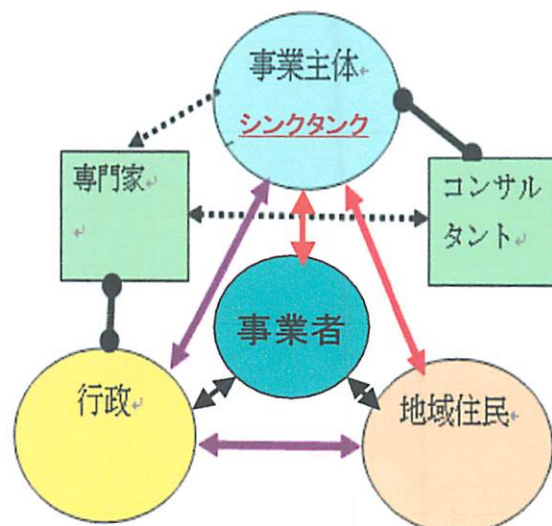 事業主体
シンクタンク
専門家
コンサル
タント
事業者
行政
地域住民